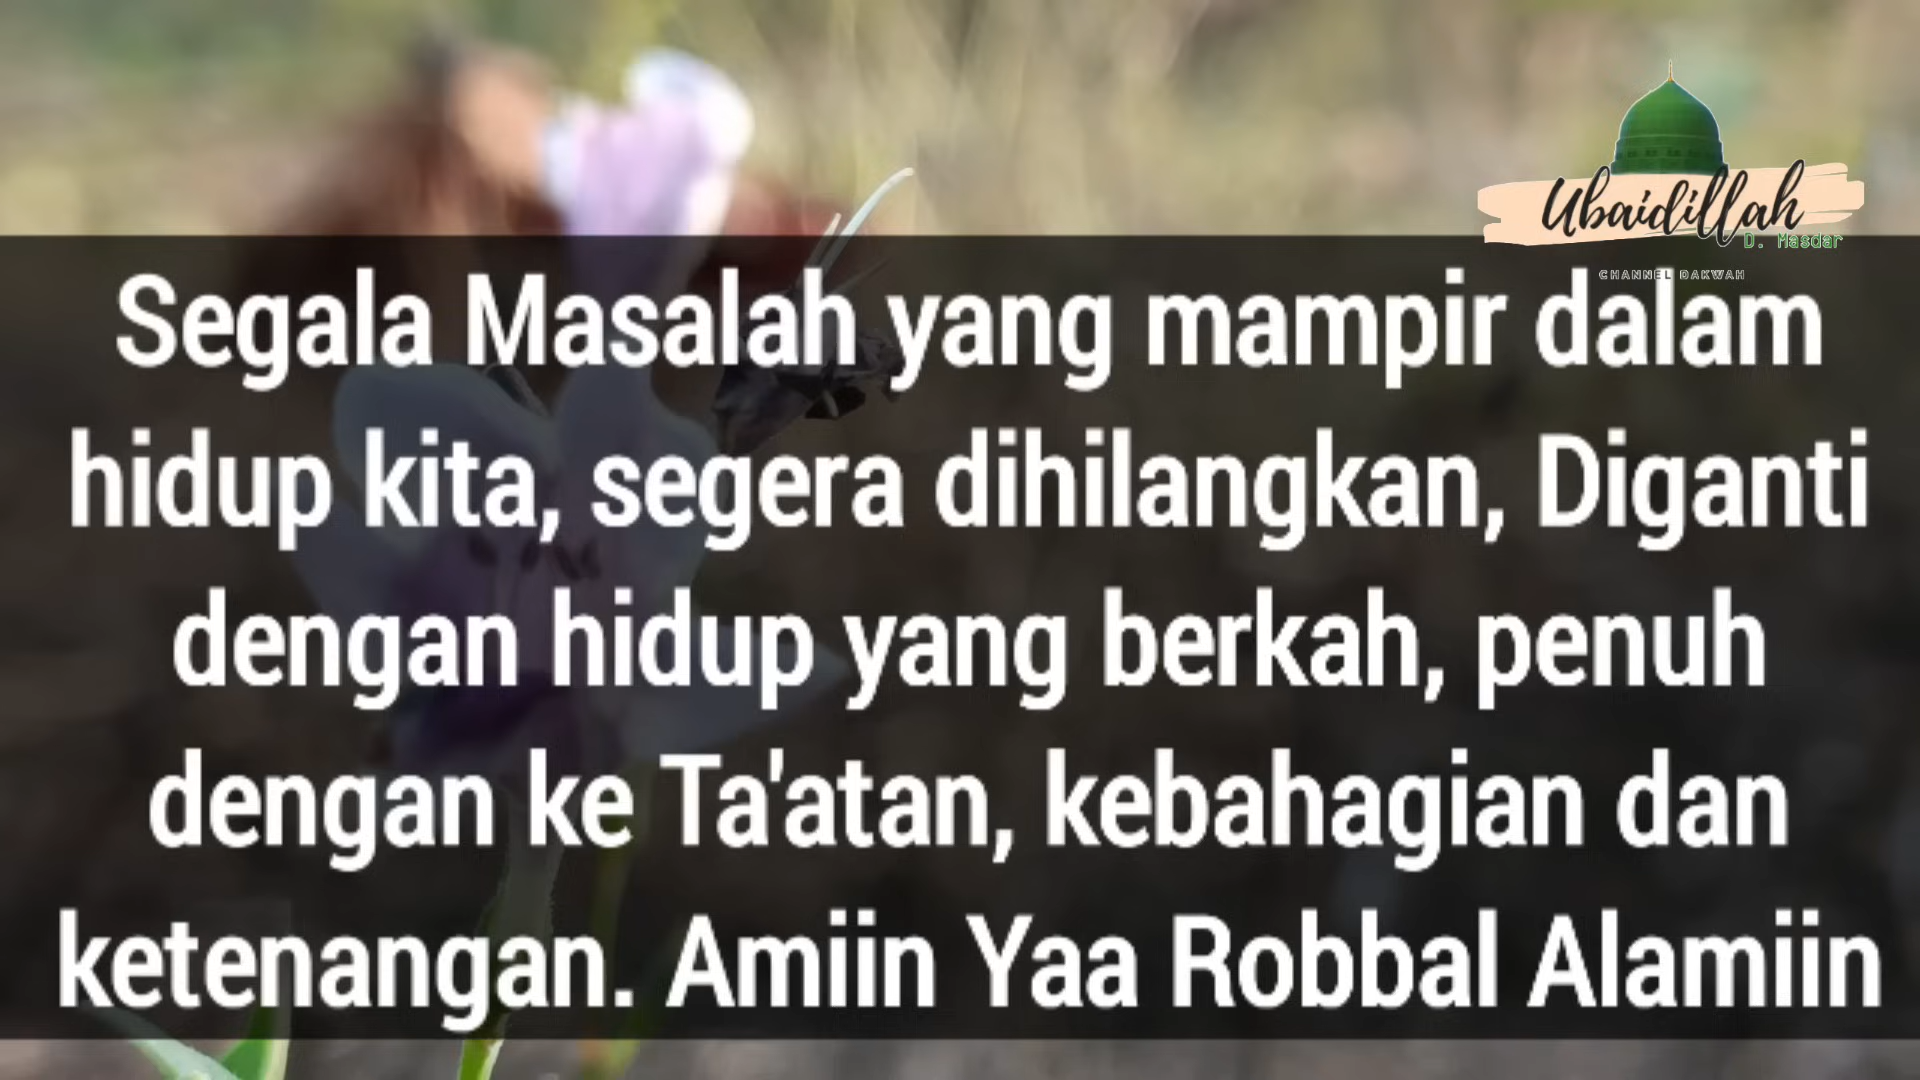 Ubaidillah
D. Masdar
CHANNEL DAKWAH
Segala Masalah yang mampir dalam
hidup kita, segera dihilangkan, Diganti
dengan hidup yang berkah, penuh
dengan ke Ta'atan, kebahagian dan
ketenangan. Amiin Yaa Robbal Alamiin